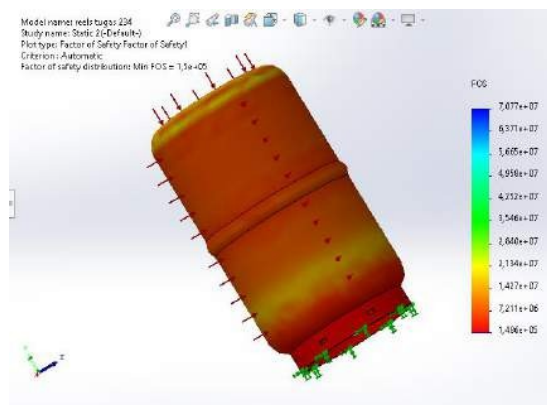 Model name: reels tugas 234
Study name: Static 2(-Default-)
Plot type: Factor of Safety Factor of Safety1
Criterion : Automatic
Factor of safety distribution: Min FOS = 1,5e+05
FOS
7,077e+07
6,371e+07
5,665e+07
4,958e+07
4,252e+07
3,546e+07
2,840e+07
2,134e+07
1,427e+07
7,211e+06
1,496e+05